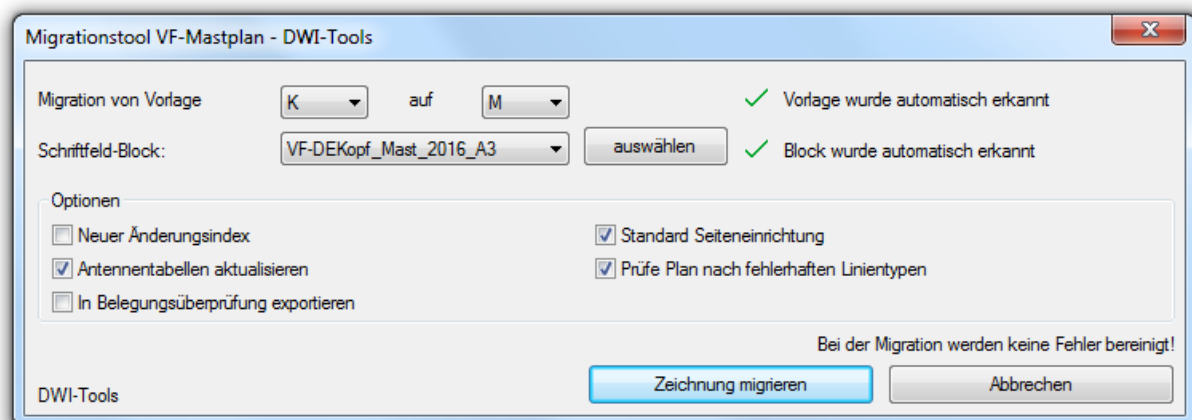 Migrationstool VF-Mastplan - DWI-Tools
Migration von Vorlage K auf M Vorlage wurde automatisch erkannt
Schriftfeld-Block: VF-DEKopf_Mast_2016_A3 auswählen Block wurde automatisch erkannt
Optionen
Neuer Änderungsindex Standard Seiteneinrichtung
Antennentabellen aktualisieren Prüfe Plan nach fehlerhaften Linientypen
In Belegungsüberprüfung exportieren
Bei der Migration werden keine Fehler bereinigt!
DWI-Tools Zeichnung migrieren Abbrechen